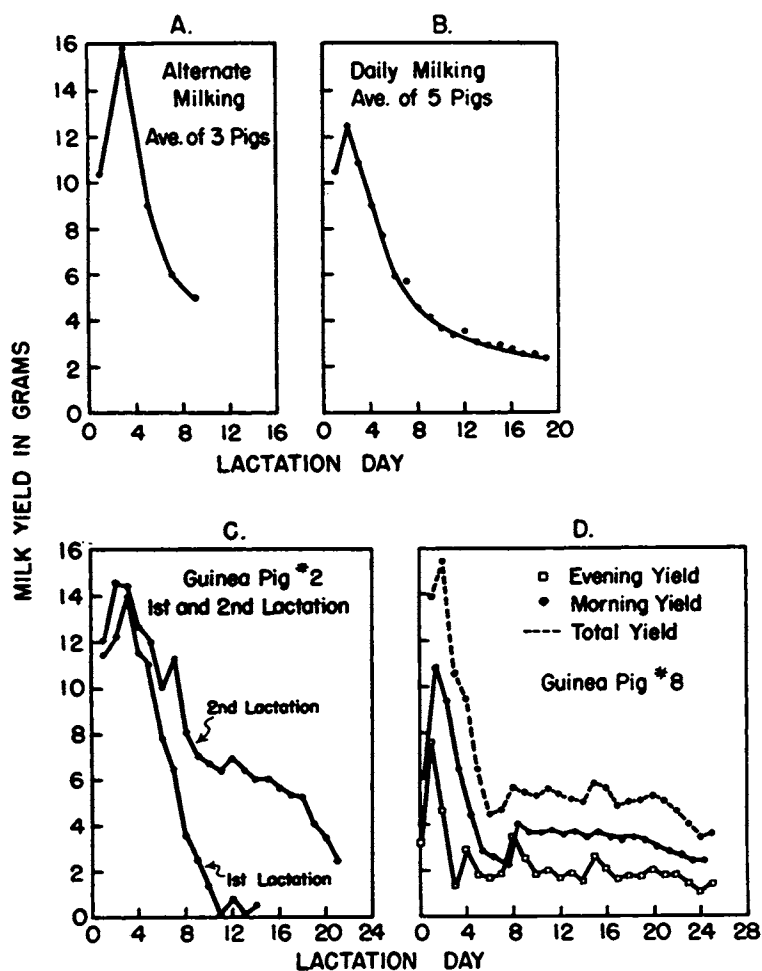 A.
Alternate
Milking
Ave. of 3 Pigs
16
14
12
10
8
6
4
2
0
0 4 8 12 16
B.
Daily Milking
Ave. of 5 Pigs
0 4 8 12 16 20
LACTATION DAY
MILK YIELD IN GRAMS
C.
Guinea Pig #2
1st and 2nd Lactation
2nd Lactation
1st Lactation
16
14
12
10
8
6
4
2
0
0 4 8 12 16 20 24
D.
Evening Yield
Morning Yield
Total Yield
Guinea Pig #8
0 4 8 12 16 20 24 28
LACTATION DAY